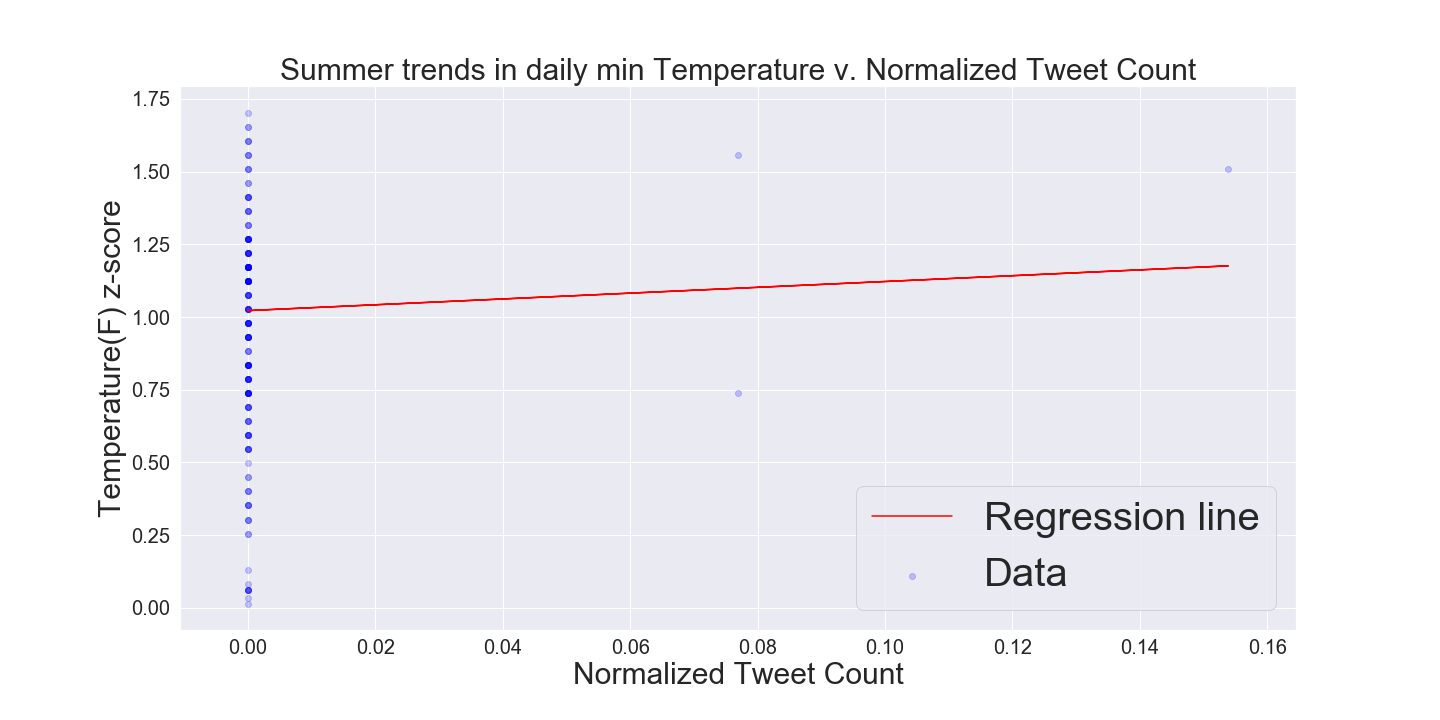 Summer trends in daily min Temperature v. Normalized Tweet Count
Temperature(F) z-score
1.75
1.50
1.25
1.00
0.75
0.50
0.25
0.00
Regression line
Data
0.00 0.02 0.04 0.06 0.08 0.10 0.12 0.14 0.16
Normalized Tweet Count